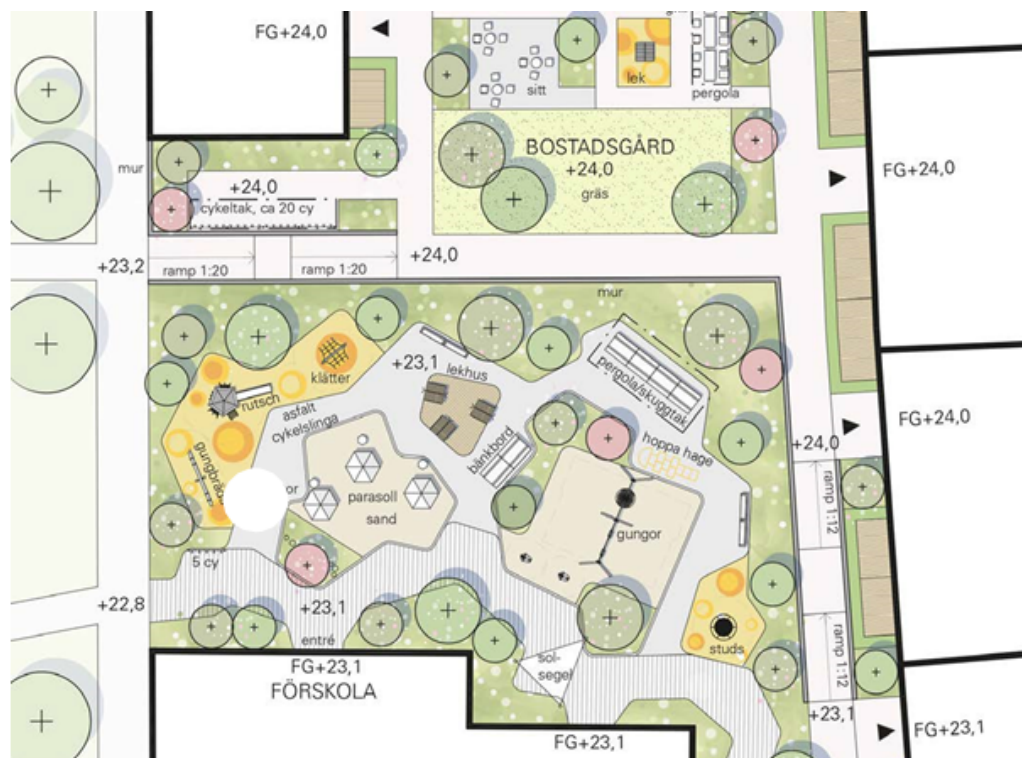 FG+24,0
lek
sitt
pergola
BOSTADSGÅRD
+24,0
gräs
mur
FG+24,0
+24,0
cykeltak, ca 20 cy
+23,2
ramp 1:20
ramp 1:20
+24,0
mur
+23,1
lekhus
klätter
rutsch
pergola/skuggtak
asfalt
cykelslinga
FG+24,0
+24,0
hoppa hage
bänkbord
parasoll
sand
ramp 1:12
gungor
5 cy
+22,8
+23,1
entré
studs
ramp 1:12
sol-
segel
FG+23,1
FÖRSKOLA
+23,1
FG+23,1
FG+23,1